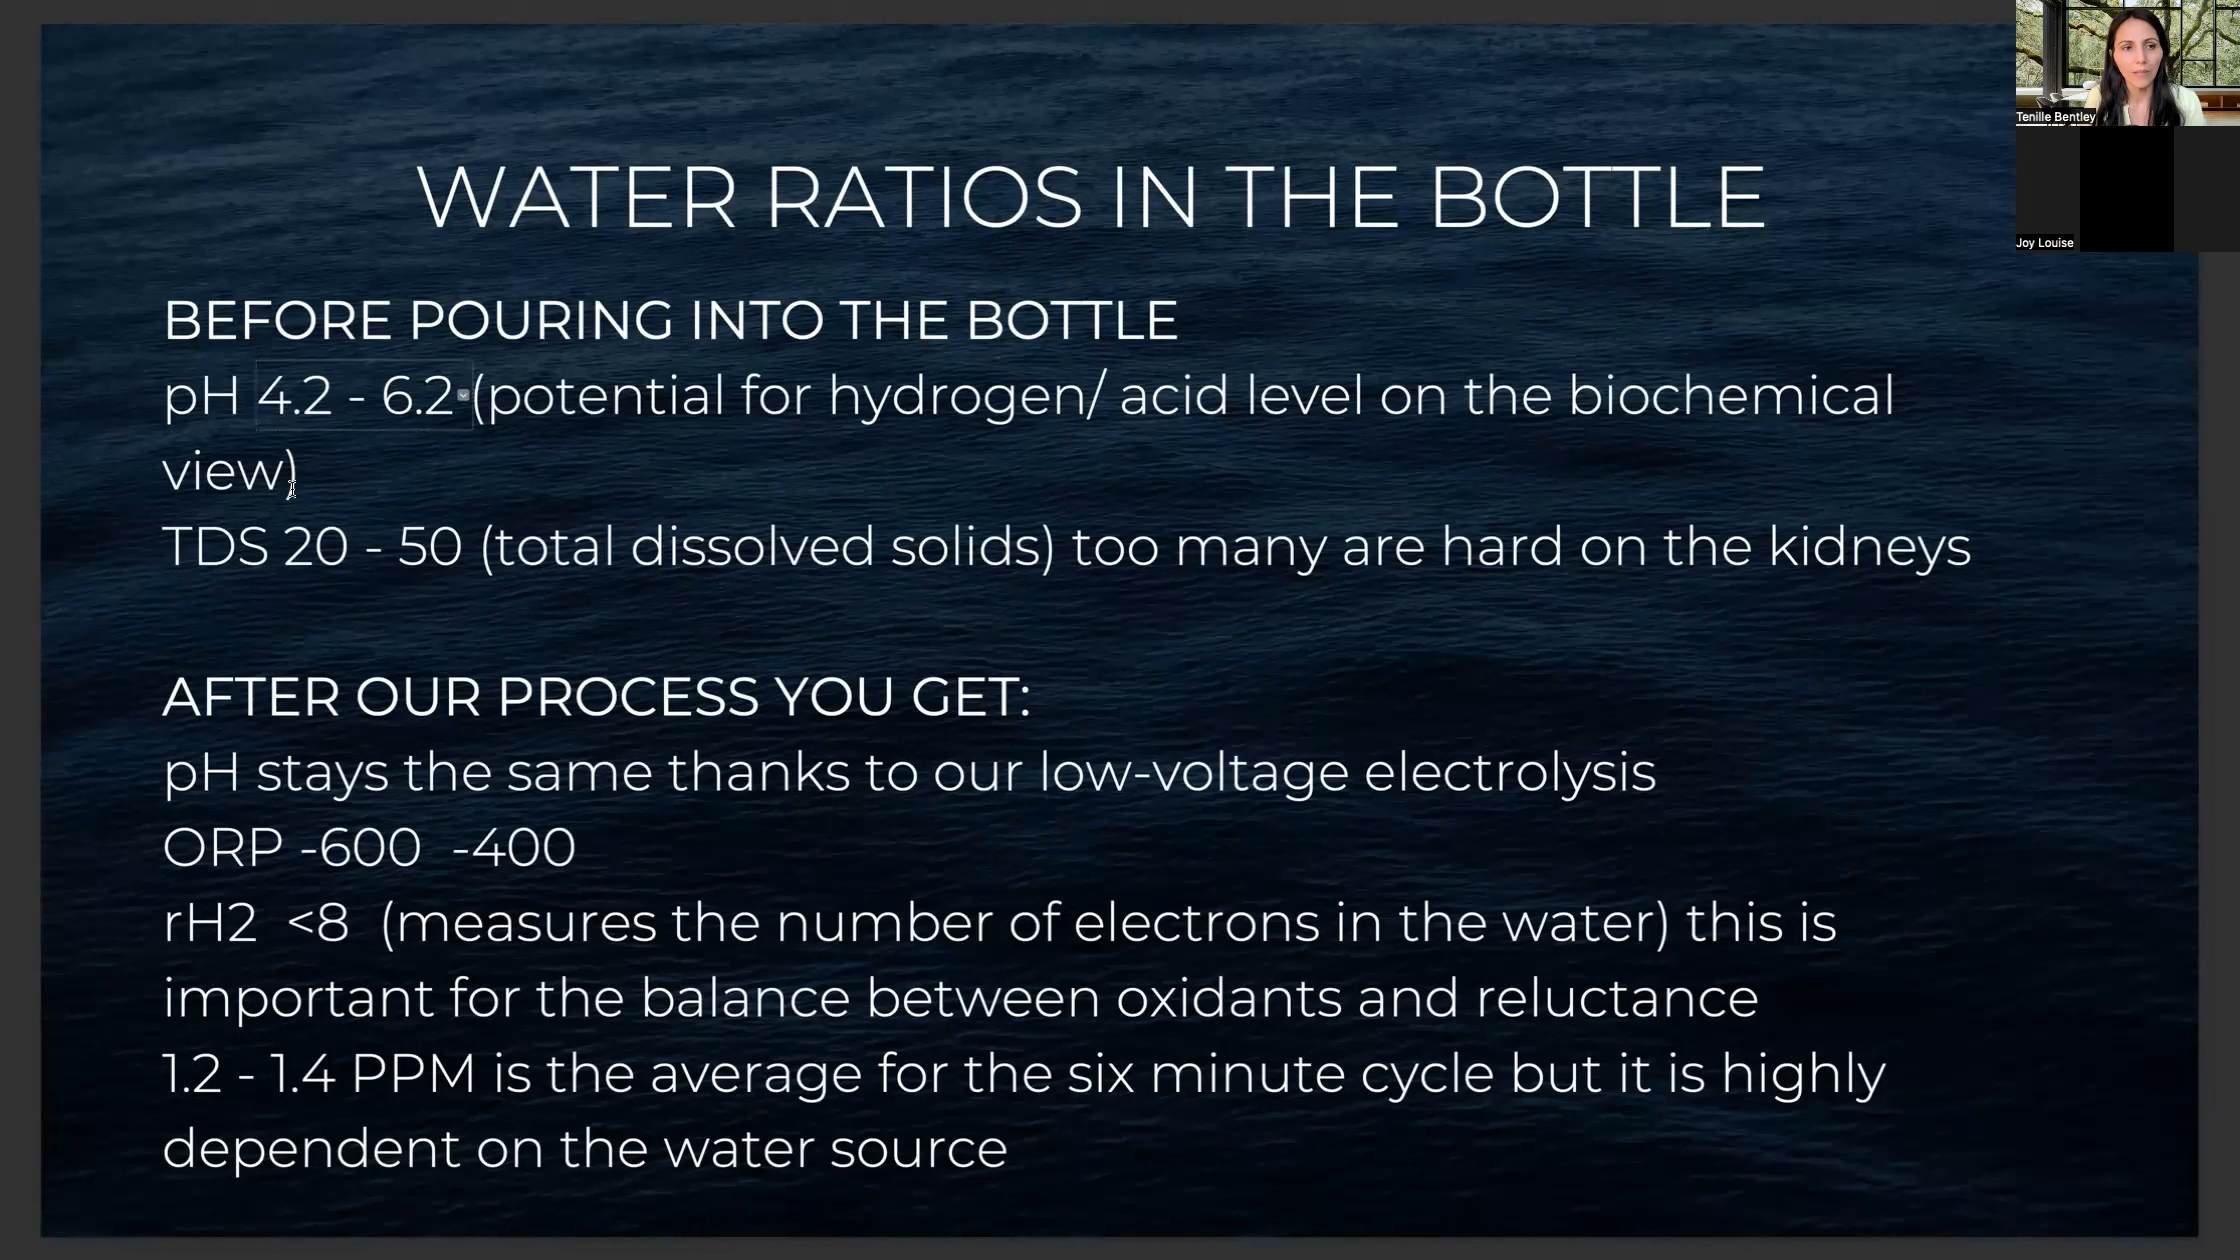 WATER RATIOS IN THE BOTTLE
BEFORE POURING INTO THE BOTTLE
pH 4.2 - 6.2 (potential for hydrogen/ acid level on the biochemical
view)
TDS 20 - 50 (total dissolved solids) too many are hard on the kidneys
AFTER OUR PROCESS YOU GET:
pH stays the same thanks to our low-voltage electrolysis
ORP -600  -400
rH2  <8  (measures the number of electrons in the water) this is
important for the balance between oxidants and reluctance
1.2 - 1.4 PPM is the average for the six minute cycle but it is highly
dependent on the water source
Tenille Bentley
Joy Louise